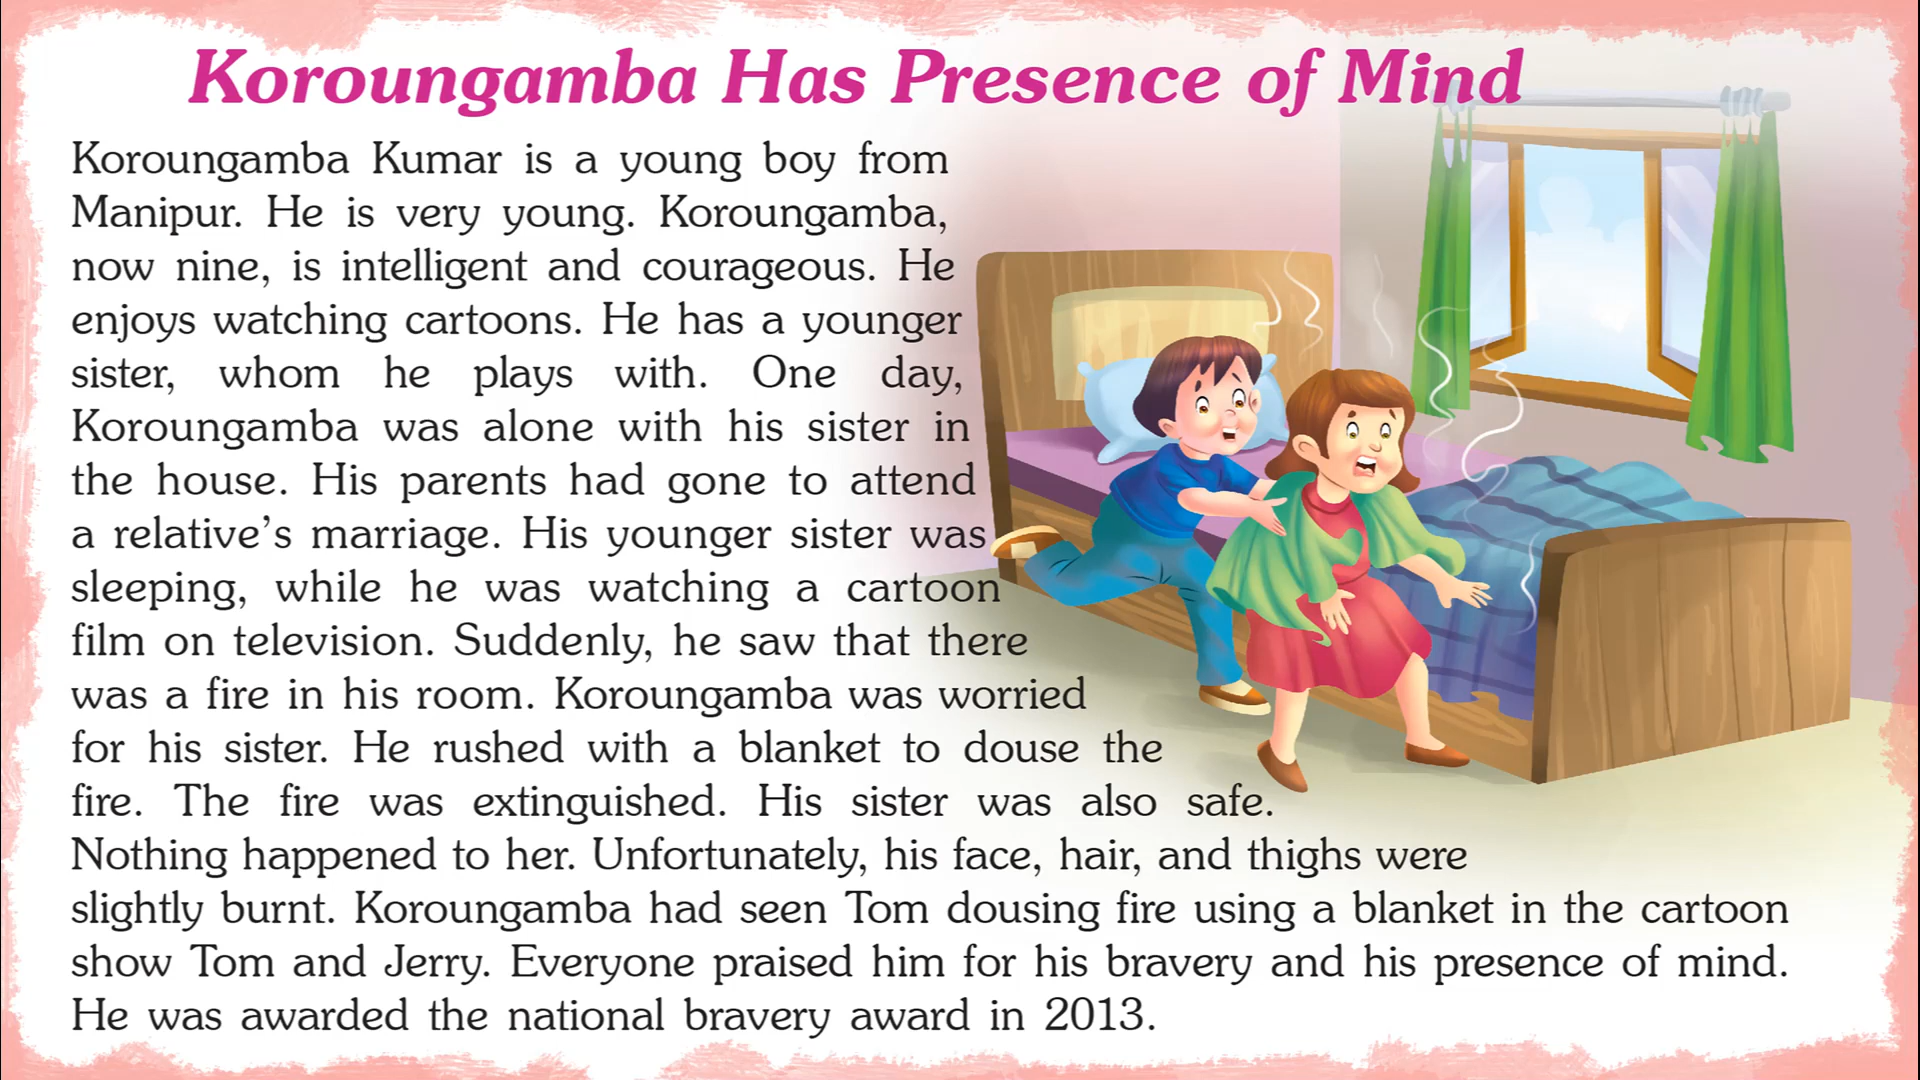 Koroungamba Has Presence of Mind
Koroungamba Kumar is a young boy from
Manipur. He is very young. Koroungamba,
now nine, is intelligent and courageous. He
enjoys watching cartoons. He has a younger
sister, whom he plays with. One day,
Koroungamba was alone with his sister in
the house. His parents had gone to attend
a relative’s marriage. His younger sister was
sleeping, while he was watching a cartoon
film on television. Suddenly, he saw that there
was a fire in his room. Koroungamba was worried
for his sister. He rushed with a blanket to douse the
fire. The fire was extinguished. His sister was also safe.
Nothing happened to her. Unfortunately, his face, hair, and thighs were
slightly burnt. Koroungamba had seen Tom dousing fire using a blanket in the cartoon
show Tom and Jerry. Everyone praised him for his bravery and his presence of mind.
He was awarded the national bravery award in 2013.